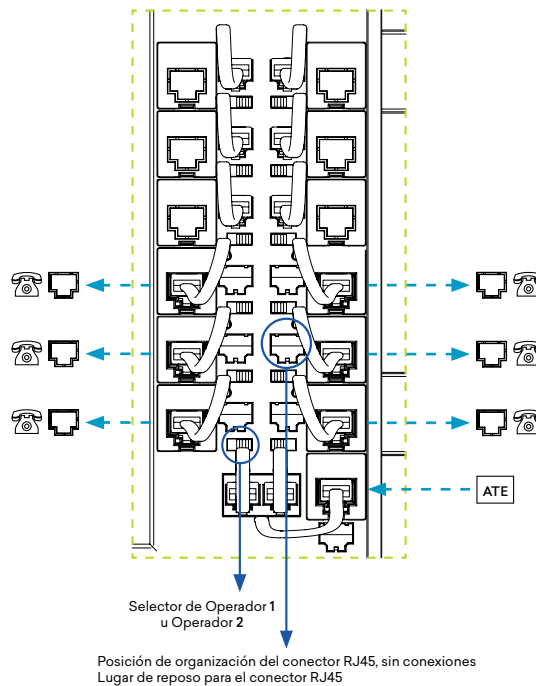 ATE
Selector de Operador 1
u Operador 2
Posición de organización del conector RJ45, sin conexiones
Lugar de reposo para el conector RJ45